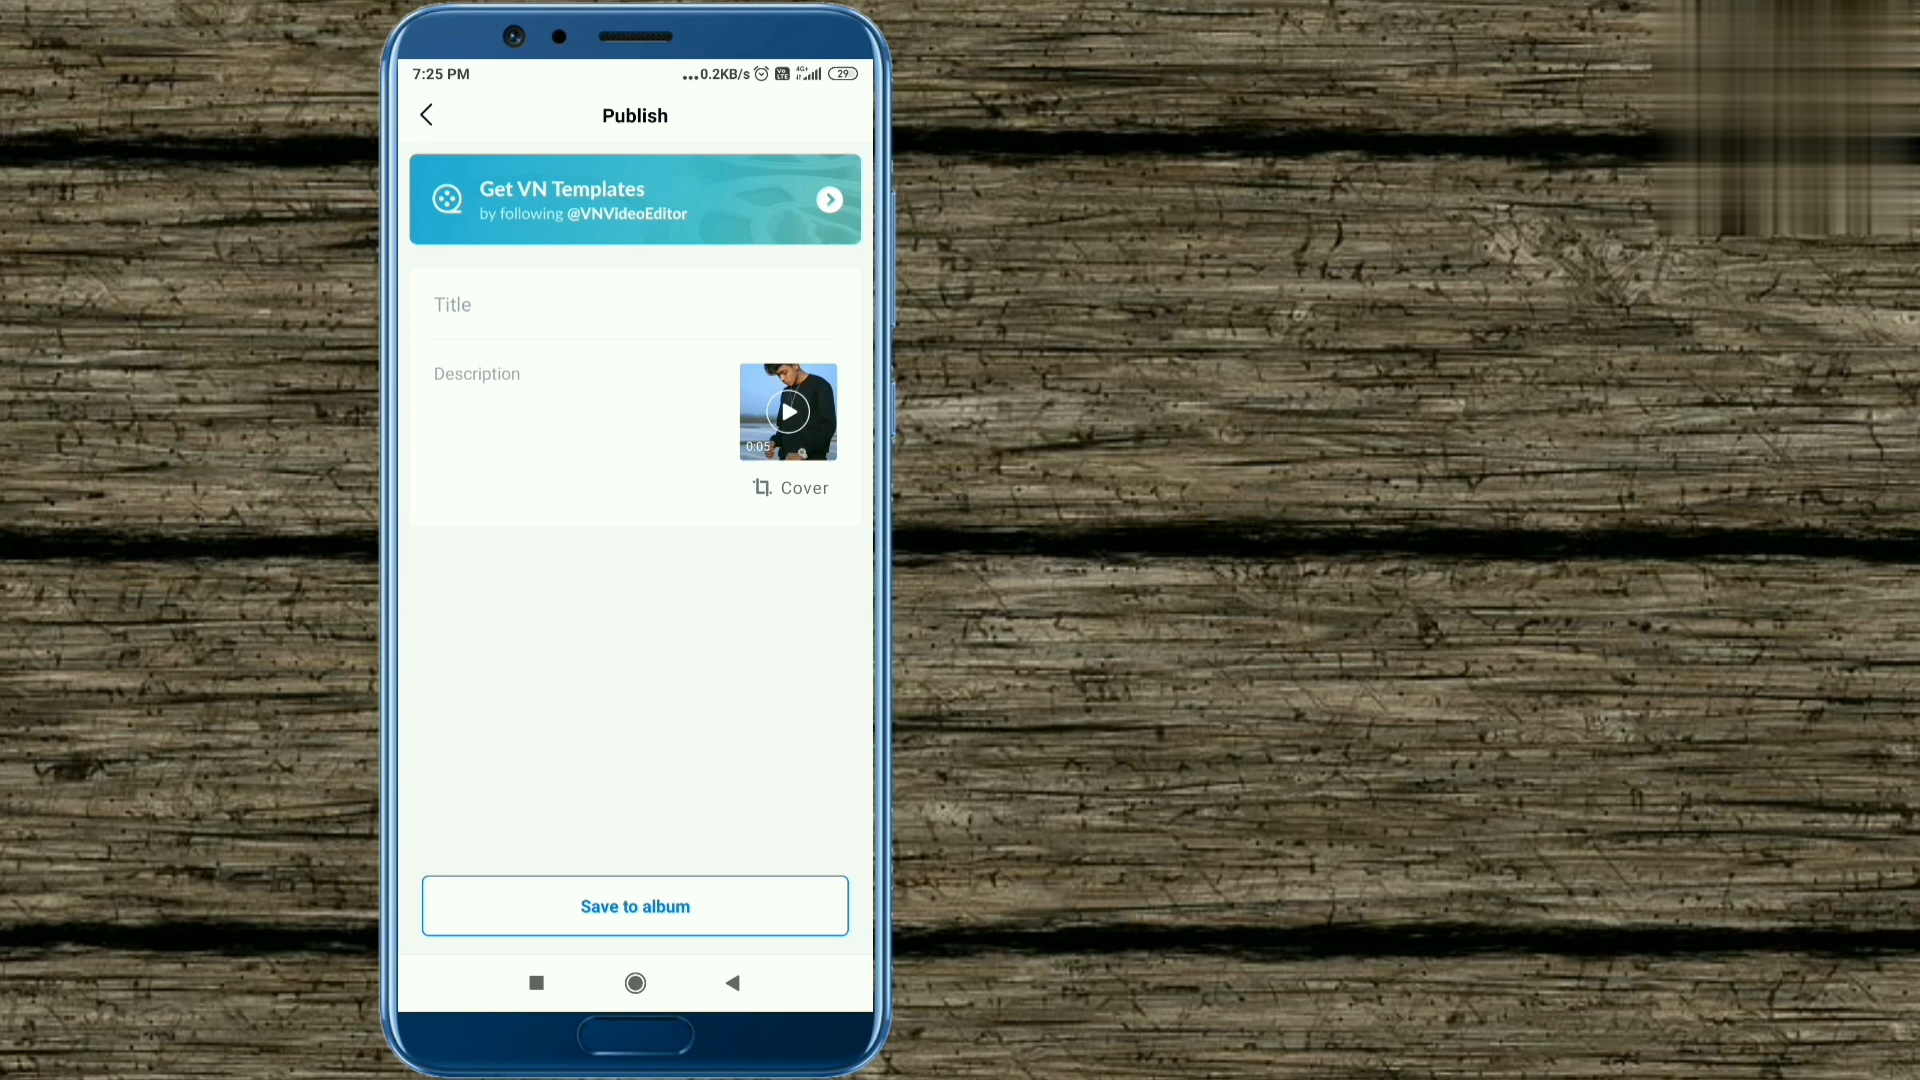 7:25 PM
...0.2KB/s 4G+ 29
Publish
Get VN Templates
by following @VNVideoEditor
Title
Description
0:05
Cover
Save to album